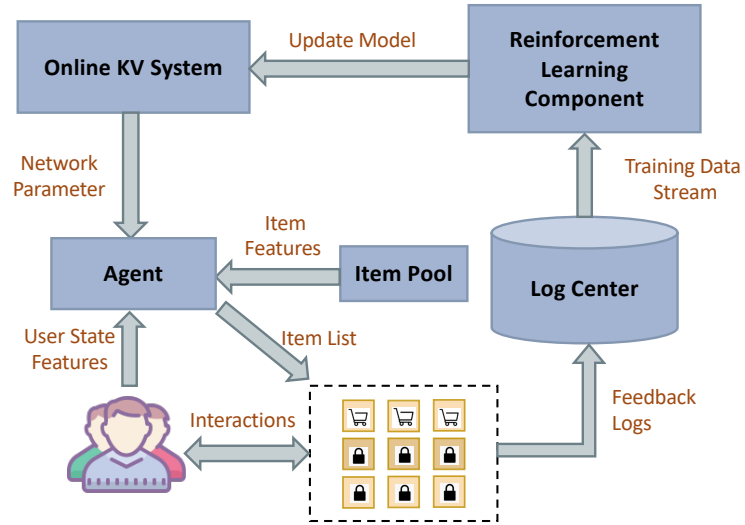 Online KV System
Update Model
Reinforcement
Learning
Component
Network
Parameter
Training Data
Stream
Item
Features
Agent
Item Pool
Log Center
User State
Features
Item List
Interactions
Feedback
Logs